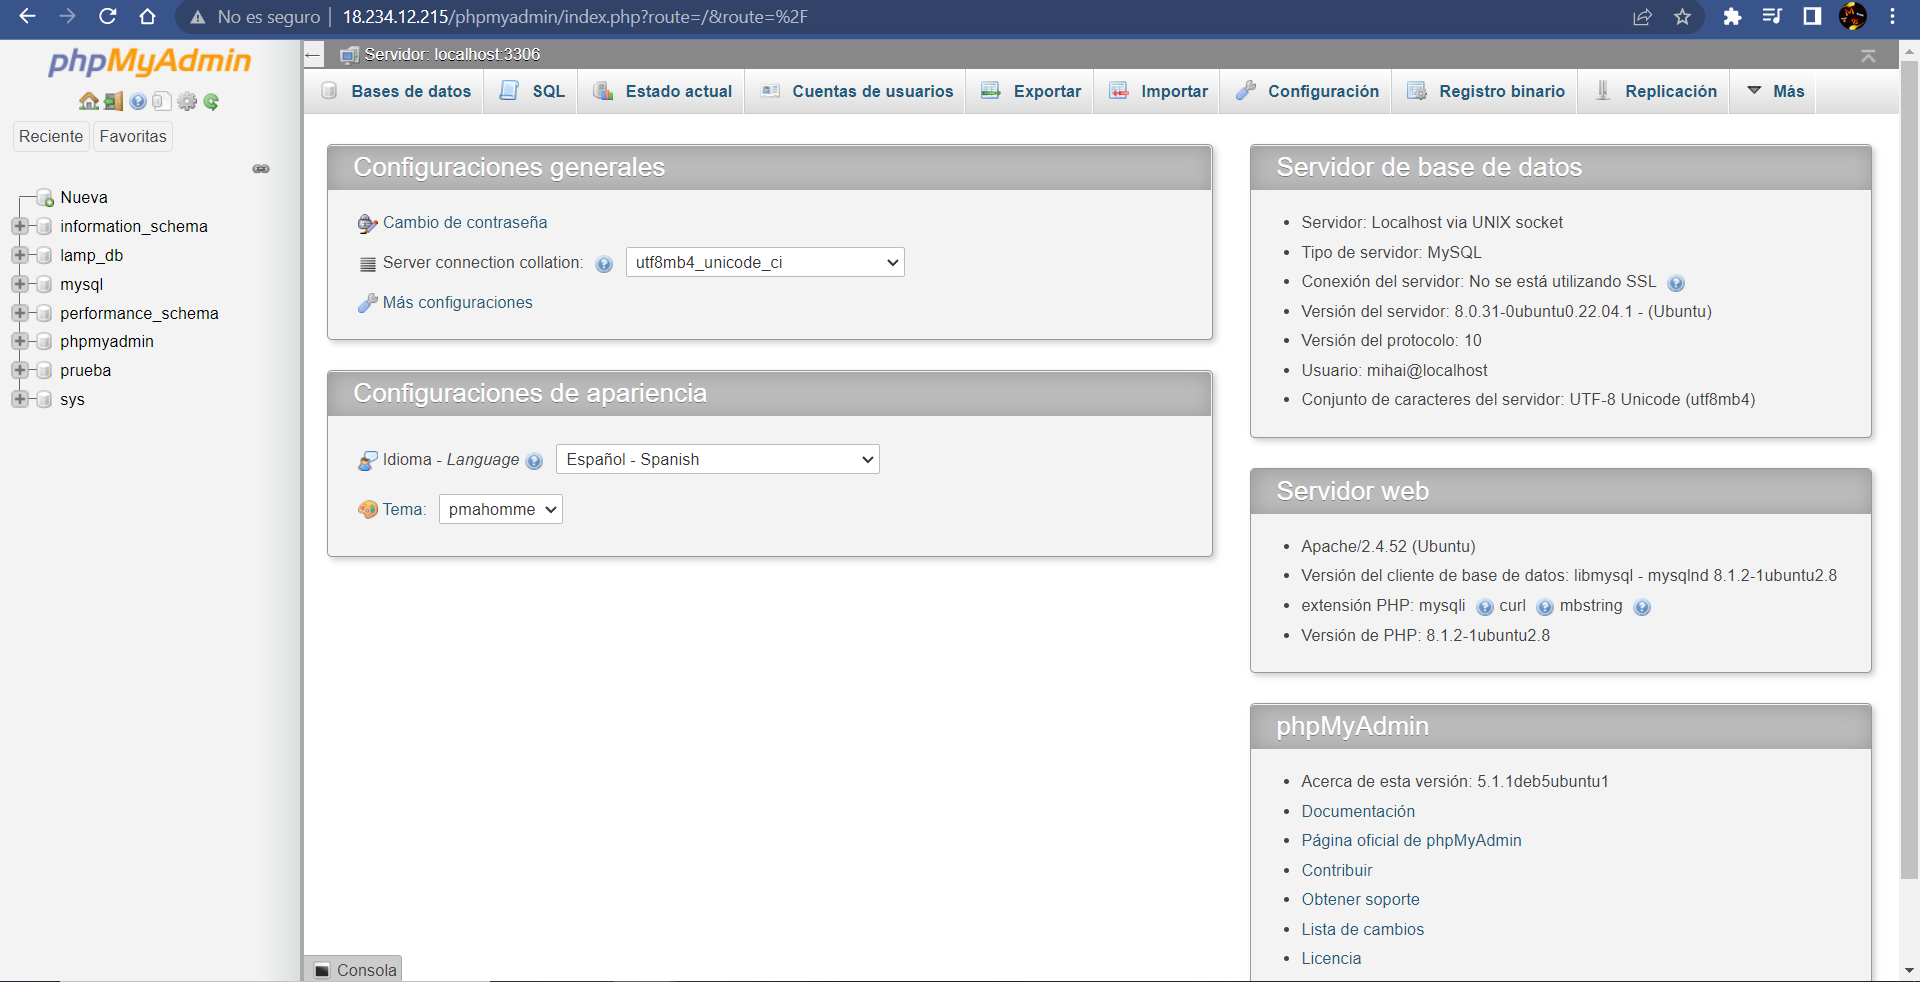 No es seguro | 18.234.12.215/phpmyadmin/index.php?route=/&route=%2F
phpMyAdmin
Reciente Favoritas
Nueva
information_schema
lamp_db
mysql
performance_schema
phpmyadmin
prueba
sys
Servidor: localhost:3306
Bases de datos SQL Estado actual Cuentas de usuarios Exportar Importar Configuración Registro binario Replicación Más
Configuraciones generales
Cambio de contraseña
Server connection collation: utf8mb4_unicode_ci
Más configuraciones
Configuraciones de apariencia
Idioma - Language Español - Spanish
Tema: pmahomme
Servidor de base de datos
Servidor: Localhost via UNIX socket
Tipo de servidor: MySQL
Conexión del servidor: No se está utilizando SSL
Versión del servidor: 8.0.31-0ubuntu0.22.04.1 - (Ubuntu)
Versión del protocolo: 10
Usuario: mihai@localhost
Conjunto de caracteres del servidor: UTF-8 Unicode (utf8mb4)
Servidor web
Apache/2.4.52 (Ubuntu)
Versión del cliente de base de datos: libmysql - mysqlnd 8.1.2-1ubuntu2.8
extensión PHP: mysqli curl mbstring
Versión de PHP: 8.1.2-1ubuntu2.8
phpMyAdmin
Acerca de esta versión: 5.1.1deb5ubuntu1
Documentación
Página oficial de phpMyAdmin
Contribuir
Obtener soporte
Lista de cambios
Licencia
Consola